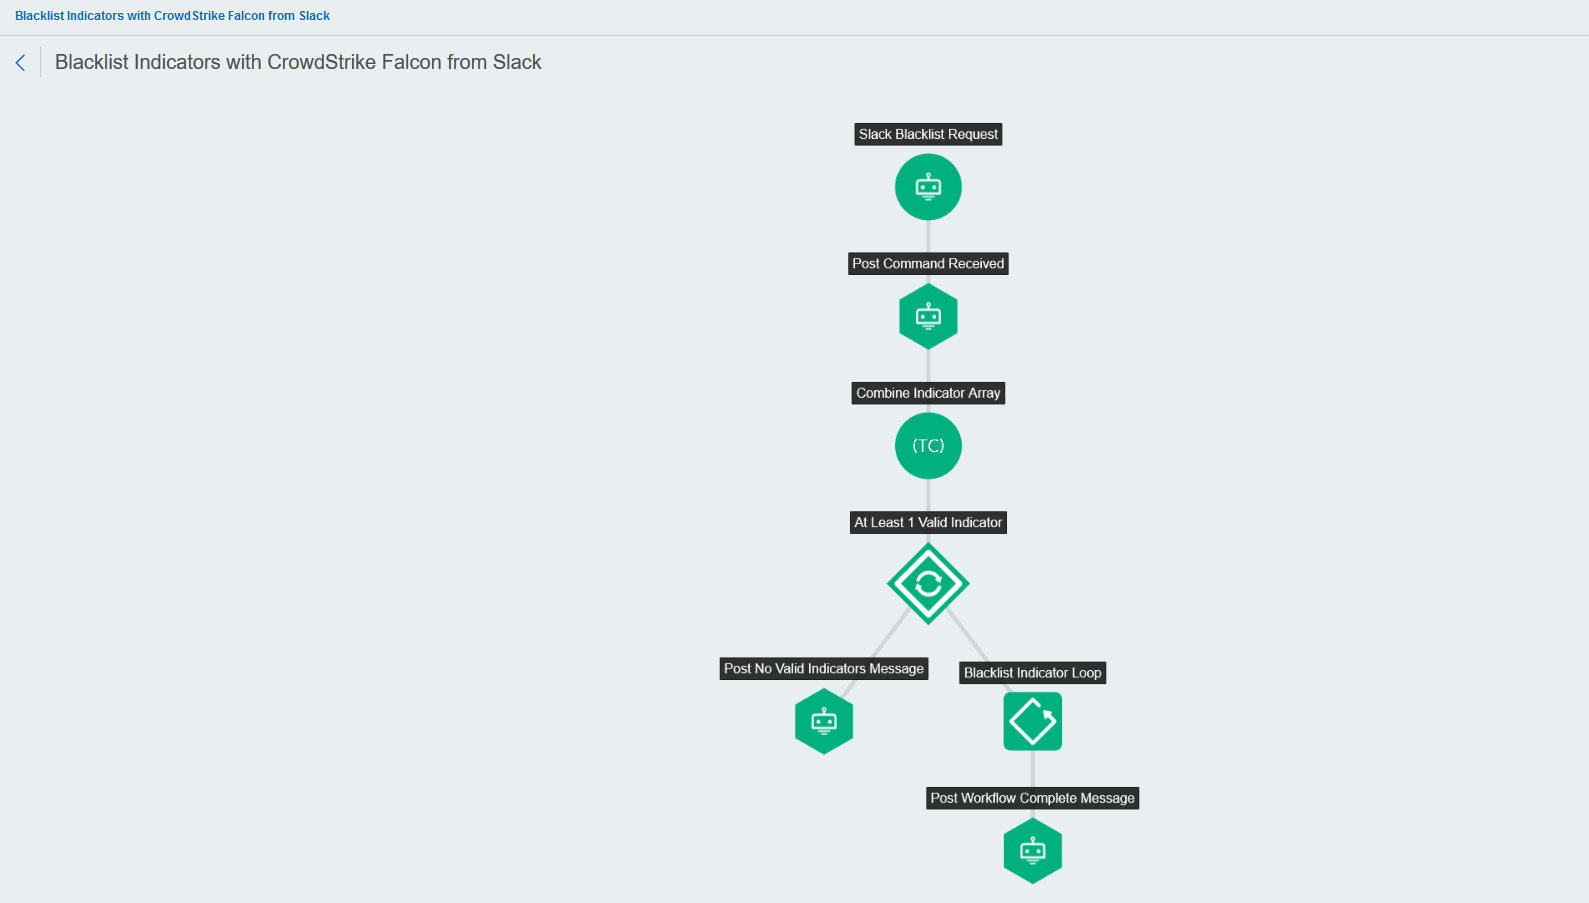 Blacklist Indicators with CrowdStrike Falcon from Slack
Blacklist Indicators with CrowdStrike Falcon from Slack
Slack Blacklist Request
Post Command Received
Combine Indicator Array
(TC)
At Least 1 Valid Indicator
Post No Valid Indicators Message
Blacklist Indicator Loop
Post Workflow Complete Message